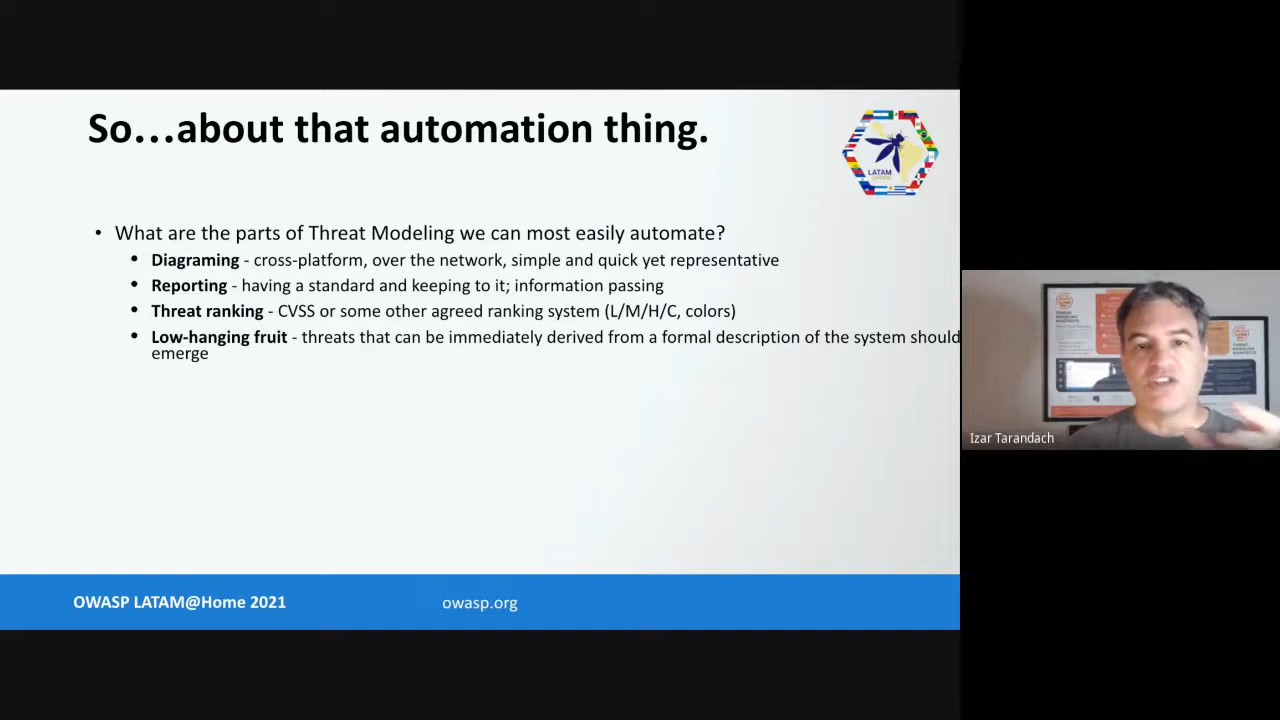 So...about that automation thing.
LATAM
• What are the parts of Threat Modeling we can most easily automate?
• Diagraming - cross-platform, over the network, simple and quick yet representative
• Reporting - having a standard and keeping to it; information passing
• Threat ranking - CVSS or some other agreed ranking system (L/M/H/C, colors)
• Low-hanging fruit - threats that can be immediately derived from a formal description of the system should
emerge
THREAT
MODELING
MANIFESTO
Izar Tarandach
OWASP LATAM@Home 2021
owasp.org